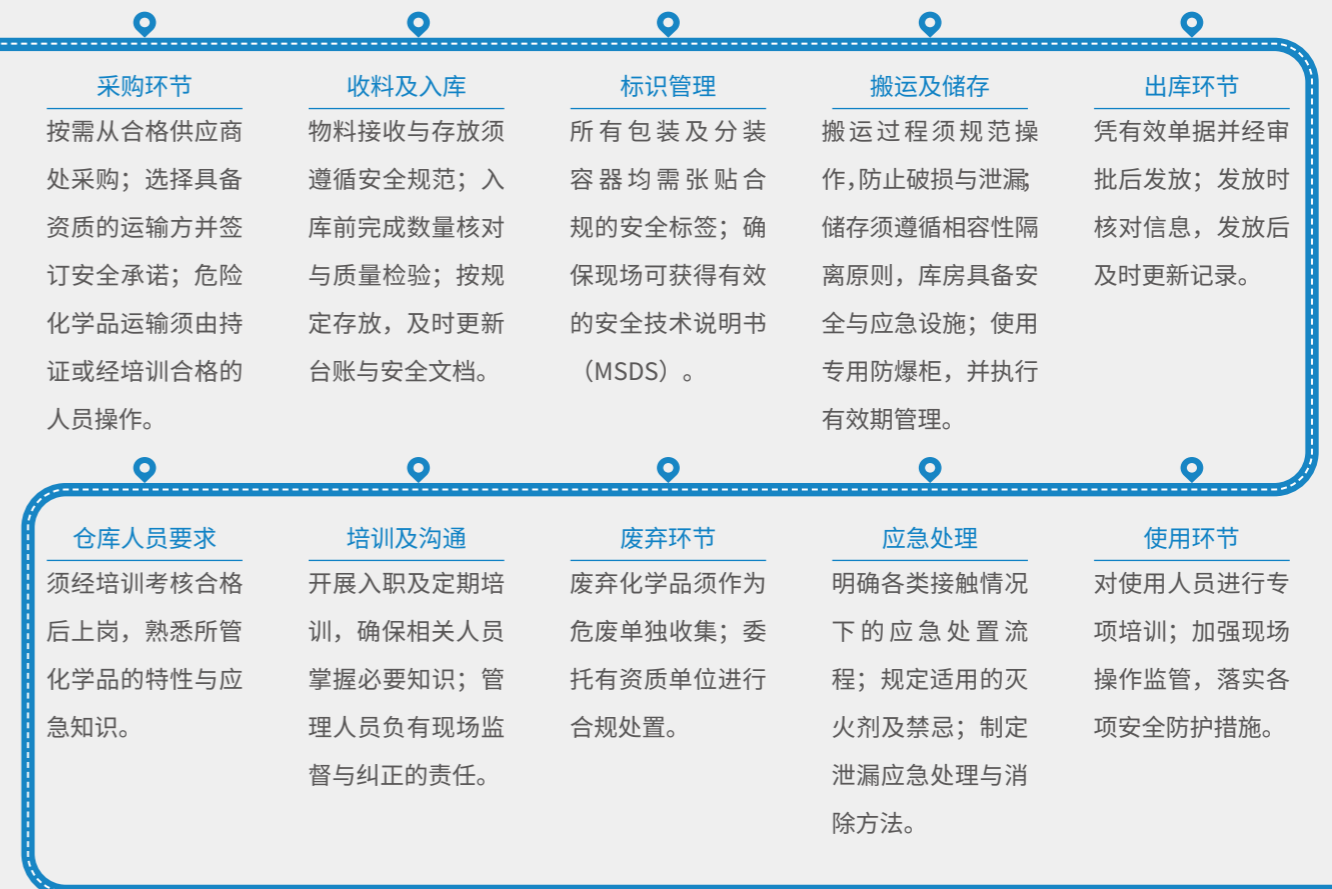 采购环节
按需从合格供应商
处采购；选择具备
资质的运输方并签
订安全承诺；危险
化学品运输须由持
证或经培训合格的
人员操作。
收料及入库
物料接收与存放须
遵循安全规范；入
库前完成数量核对
与质量检验；按规
定存放，及时更新
台账与安全文档。
标识管理
所有包装及分装
容器均需张贴合
规的安全标签；确
保现场可获得有效
的安全技术说明书
（MSDS）。
搬运及储存
搬运过程须规范操
作，防止破损与泄漏；
储存须遵循相容性隔
离原则，库房具备安
全与应急设施；使用
专用防爆柜，并执行
有效期管理。
出库环节
凭有效单据并经审
批后发放；发放时
核对信息，发放后
及时更新记录。
仓库人员要求
须经培训考核合格
后上岗，熟悉所管
化学品的特性与应
急知识。
培训及沟通
开展入职及定期培
训，确保相关人员
掌握必要知识；管
理人员负有现场监
督与纠正的责任。
废弃环节
废弃化学品须作为
危废单独收集；委
托有资质单位进行
合规处置。
应急处理
明确各类接触情况
下的应急处置流
程；规定适用的灭
火剂及禁忌；制定
泄漏应急处理与消
除方法。
使用环节
对使用人员进行专
项培训；加强现场
操作监管，落实各
项安全防护措施。